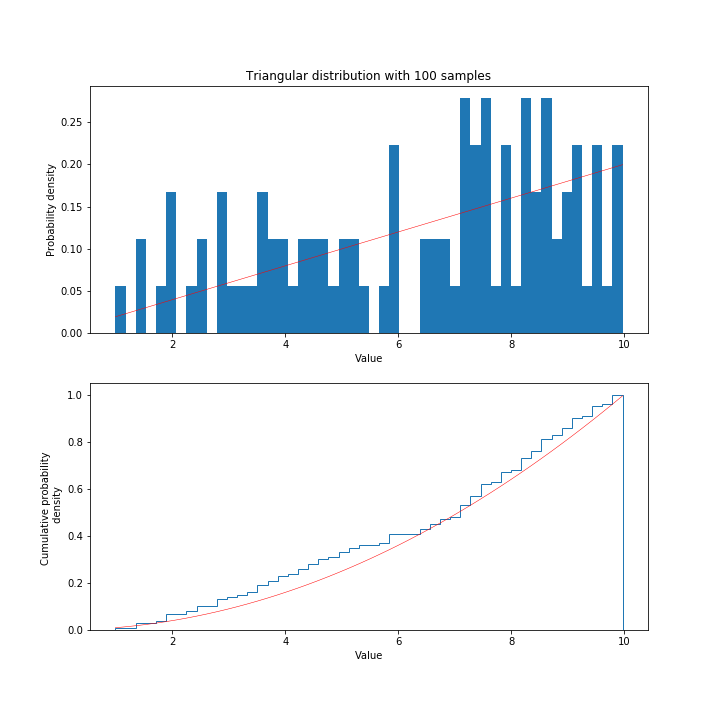 Triangular distribution with 100 samples
0.25
0.20
0.15
0.10
0.05
0.00
Probability density
2 4 6 8 10
Value
1.0
0.8
0.6
0.4
0.2
0.0
Cumulative probability
density
2 4 6 8 10
Value